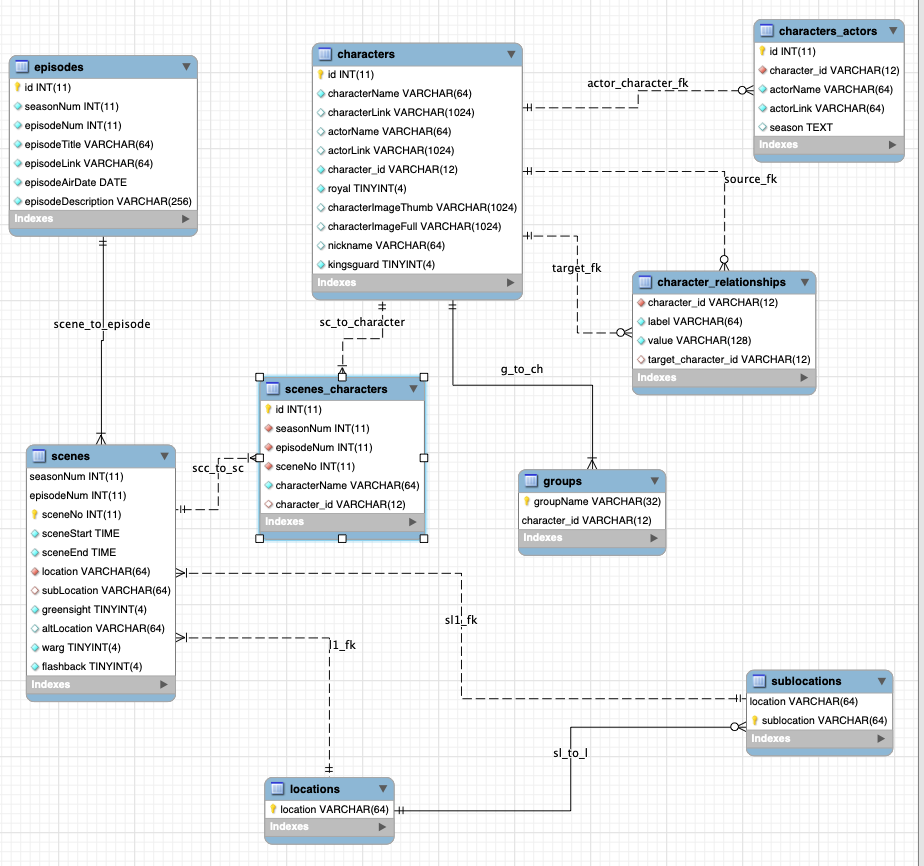 episodes
id INT(11)
seasonNum INT(11)
episodeNum INT(11)
episodeTitle VARCHAR(64)
episodeLink VARCHAR(64)
episodeAirDate DATE
episodeDescription VARCHAR(256)
Indexes
characters
id INT(11)
characterName VARCHAR(64)
characterLink VARCHAR(1024)
actorName VARCHAR(64)
actorLink VARCHAR(1024)
character_id VARCHAR(12)
royal TINYINT(4)
characterImageThumb VARCHAR(1024)
characterImageFull VARCHAR(1024)
nickname VARCHAR(64)
kingsguard TINYINT(4)
Indexes
characters_actors
id INT(11)
character_id VARCHAR(12)
actorName VARCHAR(64)
actorLink VARCHAR(64)
season TEXT
Indexes
actor_character_fk
source_fk
target_fk
character_relationships
character_id VARCHAR(12)
label VARCHAR(64)
value VARCHAR(128)
target_character_id VARCHAR(12)
Indexes
scene_to_episode
sc_to_character
g_to_ch
scenes_characters
id INT(11)
seasonNum INT(11)
episodeNum INT(11)
sceneNo INT(11)
characterName VARCHAR(64)
character_id VARCHAR(12)
Indexes
scc_to_sc
groups
groupName VARCHAR(32)
character_id VARCHAR(12)
Indexes
scenes
seasonNum INT(11)
episodeNum INT(11)
sceneNo INT(11)
sceneStart TIME
sceneEnd TIME
location VARCHAR(64)
subLocation VARCHAR(64)
greensight TINYINT(4)
altLocation VARCHAR(64)
warg TINYINT(4)
flashback TINYINT(4)
Indexes
sl1_fk
l1_fk
sublocations
location VARCHAR(64)
sublocation VARCHAR(64)
Indexes
sl_to_l
locations
location VARCHAR(64)
Indexes